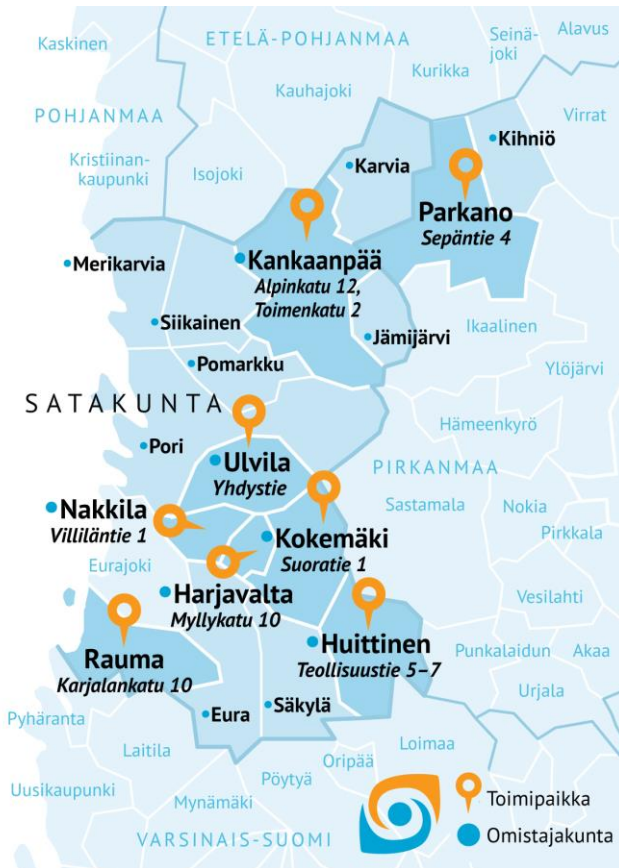 Kaskinen
ETELÄ-POHJANMAA
Seinä-
joki
Alavus
Kurikka
Kauhajoki
POHJANMAA
Virrat
Kihniö
Kristiinan-
kaupunki
Isojoki
Karvia
Parkano
Sepäntie 4
Merikarvia
Kankaanpää
Alpinkatu 12,
Toimenkatu 2
Siikainen
Jämijärvi
Ikaalinen
Pomarkku
Ylöjärvi
SATAKUNTA
Hämeenkyrö
Pori
Ulvila
Yhdystie
PIRKANMAA
Sastamala
Nokia
Nakkila
Villiläntie 1
Kokemäki
Suoratie 1
Pirkkala
Eurajoki
Harjavalta
Myllykatu 10
Vesilahti
Rauma
Karjalankatu 10
Huittinen
Teollisuustie 5–7
Punkalaidun
Akaa
Urjala
Pyhäranta
Eura
Säkylä
Laitila
Loimaa
Oripää
Pöytyä
Uusikaupunki
Mynämäki
Toimipaikka
VARSINAIS-SUOMI
Omistajakunta